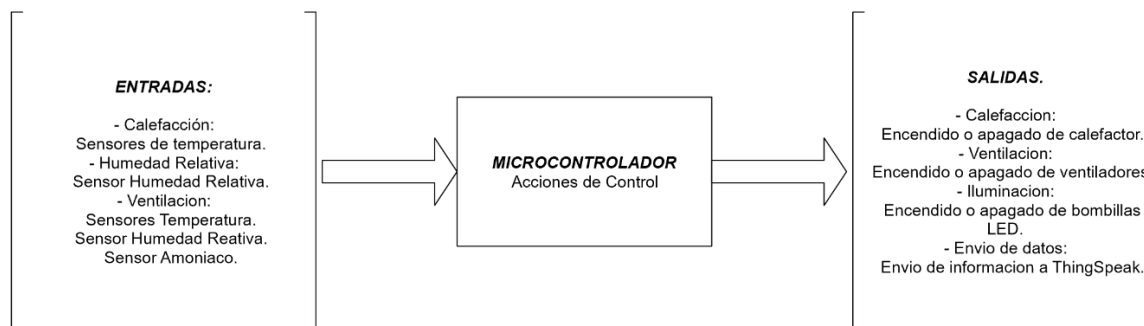 ENTRADAS:
- Calefacción:
Sensores de temperatura.
- Humedad Relativa:
Sensor Humedad Relativa.
- Ventilacion:
Sensores Temperatura.
Sensor Humedad Reativa.
Sensor Amoniaco.
MICROCONTROLADOR
Acciones de Control
SALIDAS.
- Calefaccion:
Encendido o apagado de calefactor.
- Ventilacion:
Encendido o apagado de ventiladores
- Iluminacion:
Encendido o apagado de bombillas
LED.
- Envio de datos:
Envio de informacion a ThingSpeak.